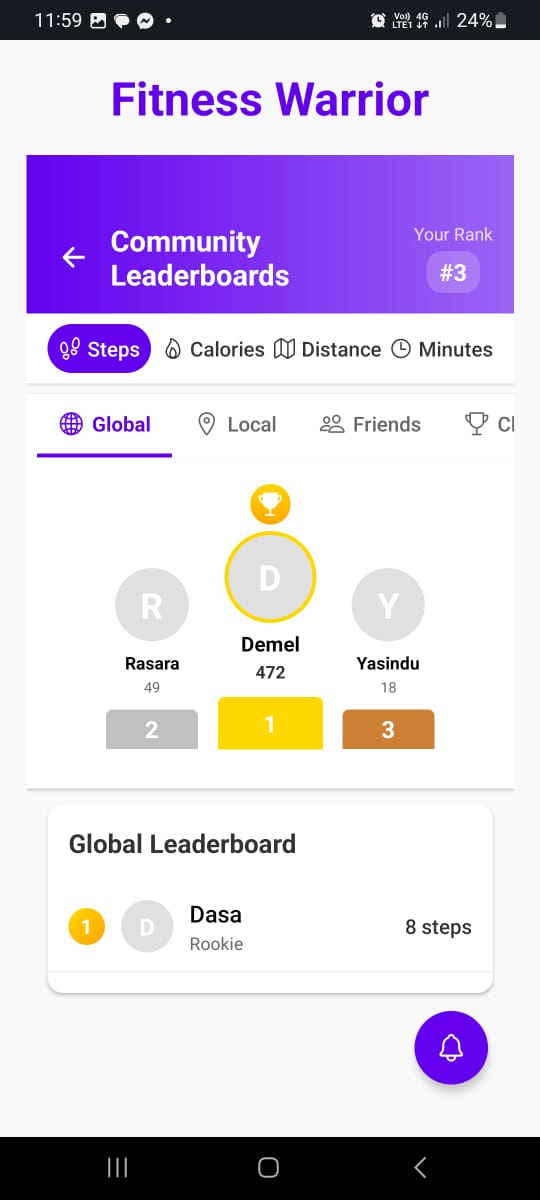 11:59
Vo)) 4G
LTE1
24%
Fitness Warrior
Community
Leaderboards
Your Rank
#3
Steps Calories Distance Minutes
Global Local Friends Cl
D
R
Y
Demel
472
Rasara
49
Yasindu
18
2
1
3
Global Leaderboard
1
D
Dasa
Rookie
8 steps